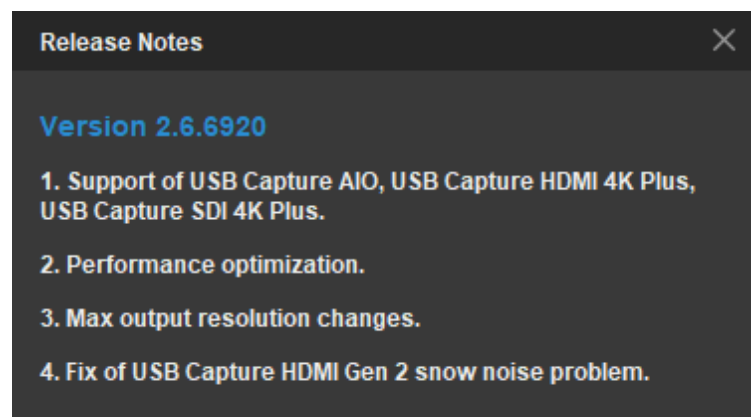 Release Notes
Version 2.6.6920
1. Support of USB Capture AIO, USB Capture HDMI 4K Plus,
USB Capture SDI 4K Plus.
2. Performance optimization.
3. Max output resolution changes.
4. Fix of USB Capture HDMI Gen 2 snow noise problem.